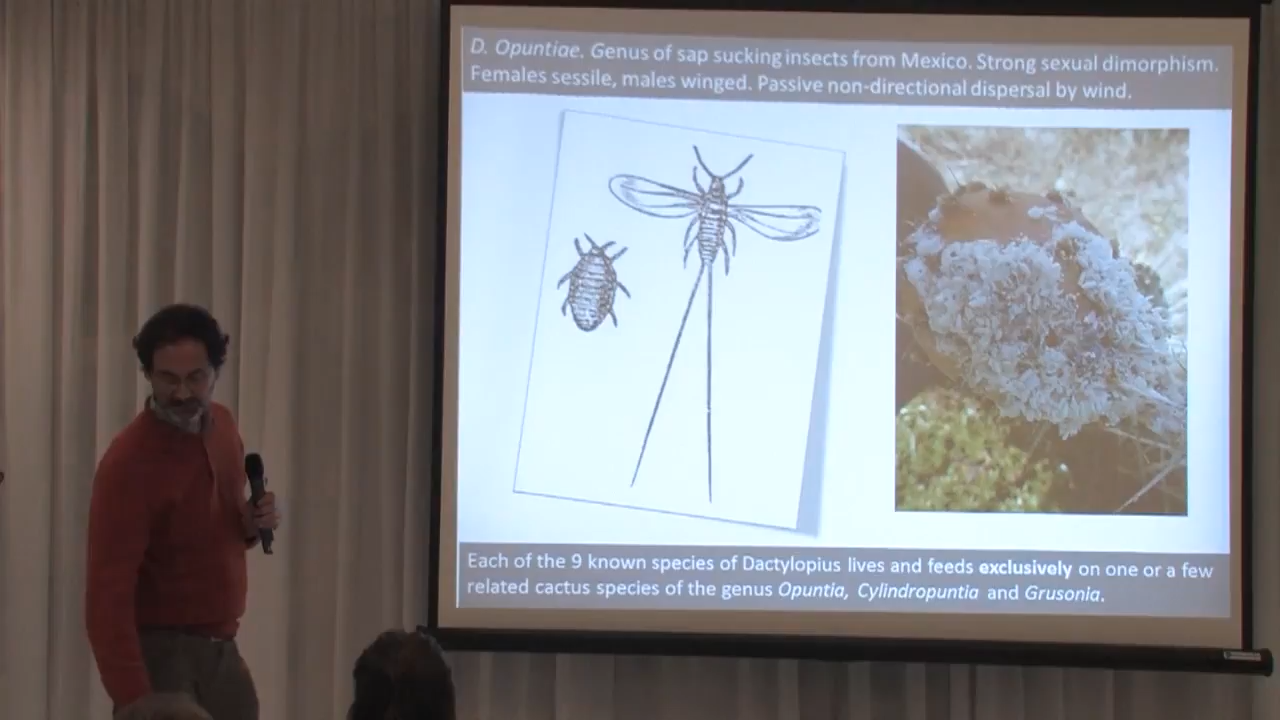 D. Opuntiae. Genus of sap sucking insects from Mexico. Strong sexual dimorphism.
Females sessile, males winged. Passive non-directional dispersal by wind.
Each of the 9 known species of Dactylopius lives and feeds exclusively on one or a few
related cactus species of the genus Opuntia, Cylindropuntia and Grusonia.